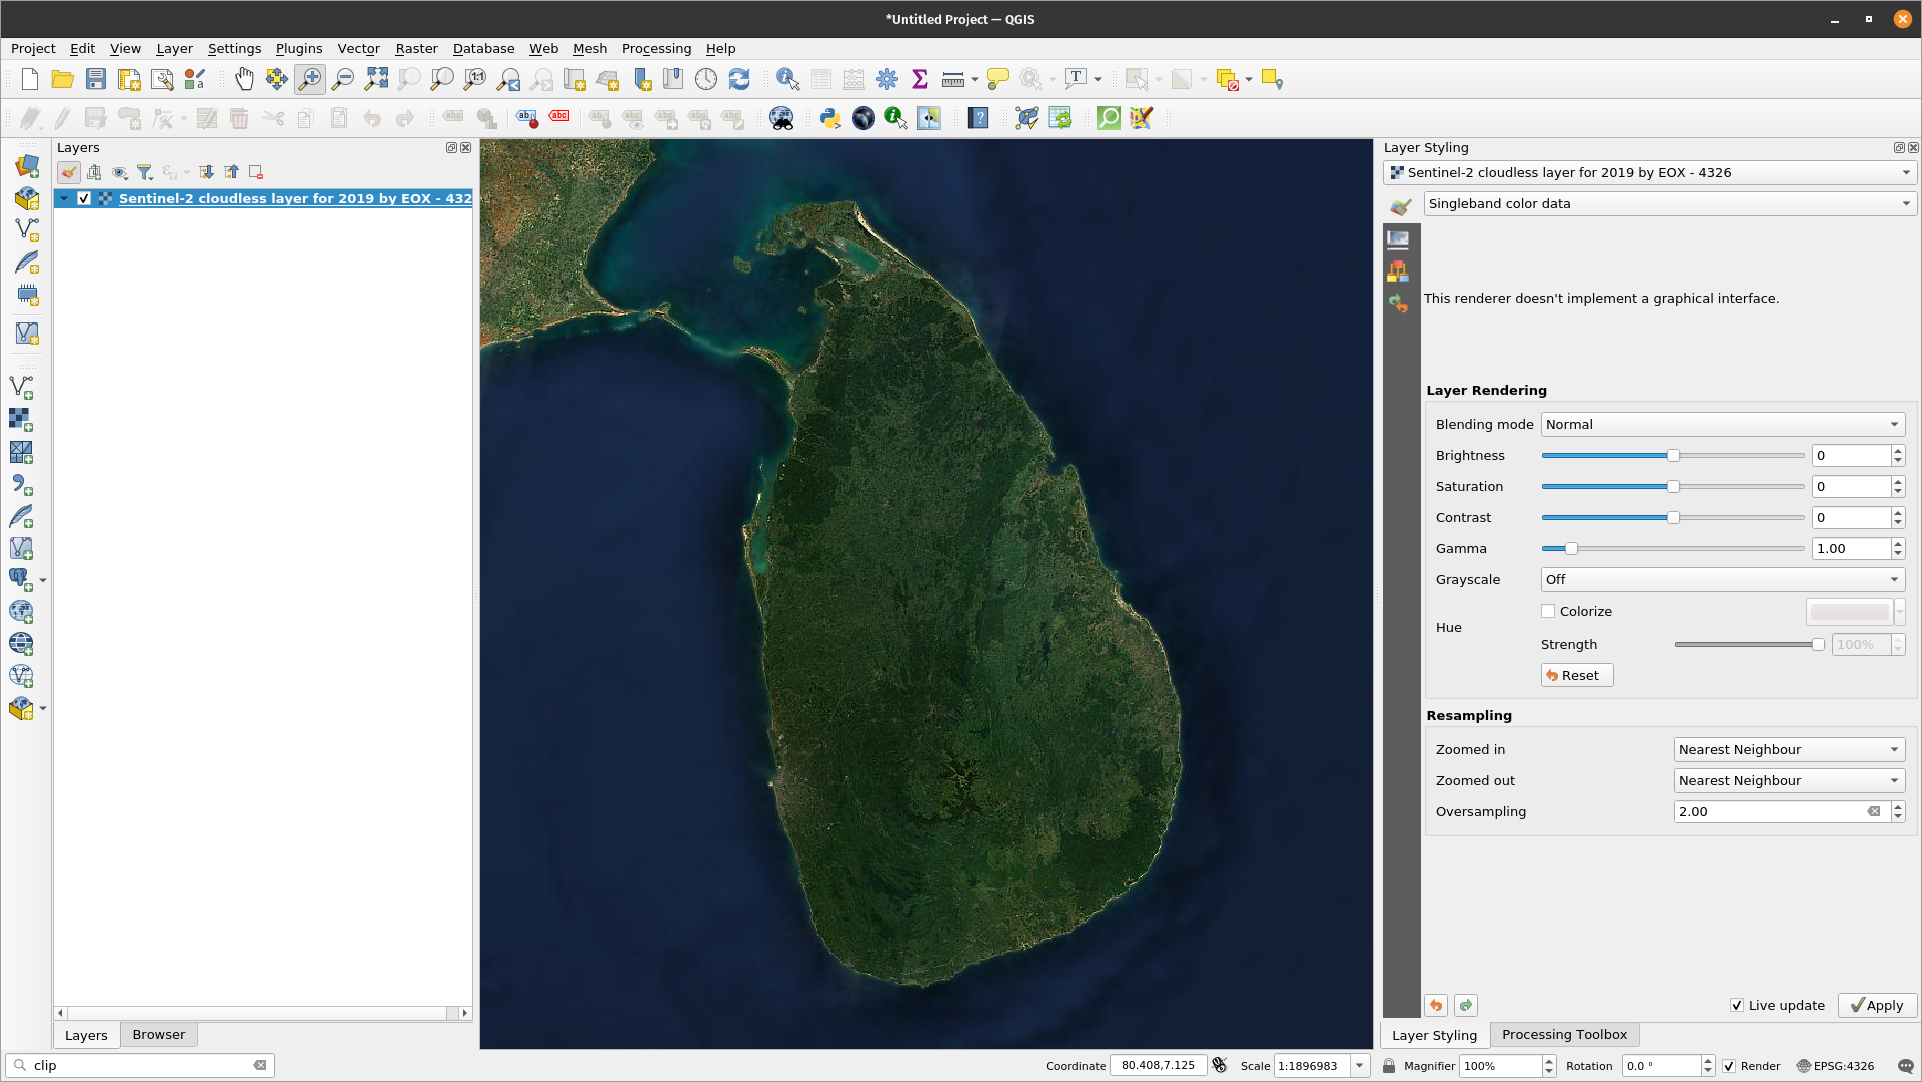 *Untitled Project — QGIS
Project Edit View Layer Settings Plugins Vector Raster Database Web Mesh Processing Help
1:1
T
abc
ab
abc
?
Layers
Sentinel-2 cloudless layer for 2019 by EOX - 432
Layers Browser
clip
Layer Styling
Sentinel-2 cloudless layer for 2019 by EOX - 4326
Singleband color data
This renderer doesn't implement a graphical interface.
Layer Rendering
Blending mode Normal
Brightness 0
Saturation 0
Contrast 0
Gamma 1.00
Grayscale Off
Hue
Colorize
Strength 100%
Reset
Resampling
Zoomed in Nearest Neighbour
Zoomed out Nearest Neighbour
Oversampling 2.00
Live update Apply
Layer Styling Processing Toolbox
Coordinate 80.408,7.125 Scale 1:1896983 Magnifier 100% Rotation 0.0 ° Render EPSG:4326